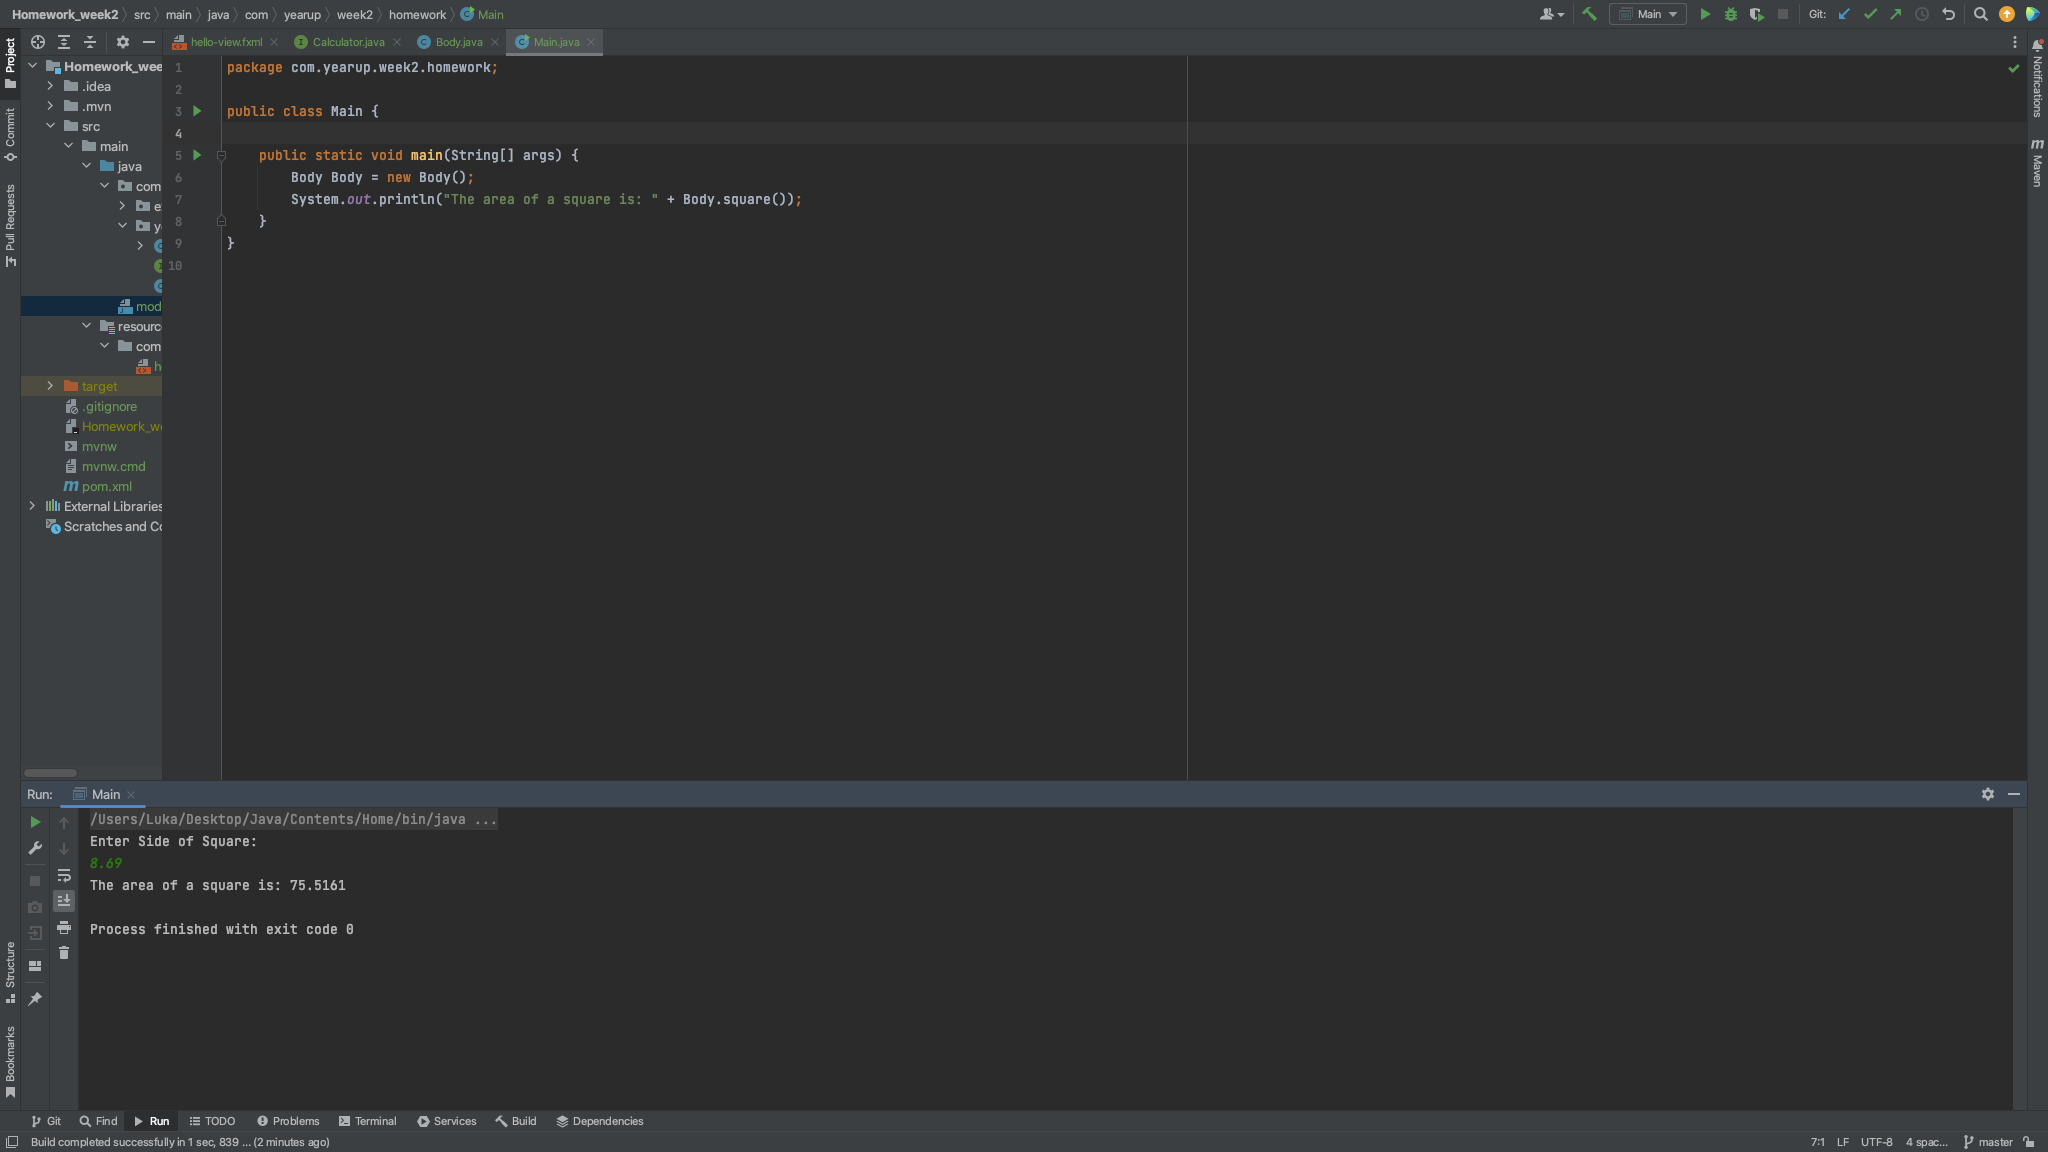 Homework_week2 src main java com yearup week2 homework Main
Main Git:
Project
Commit
Pull Requests
Structure
Bookmarks
hello-view.fxml Calculator.java Body.java Main.java
Homework_wee
.idea
.mvn
src
main
java
com
e
y
mod
resourc
com
h
target
.gitignore
Homework_we
mvnw
mvnw.cmd
pom.xml
External Libraries
Scratches and Co
1 package com.yearup.week2.homework;
2
3 public class Main {
4
5 public static void main(String[] args) {
6 Body Body = new Body();
7 System.out.println("The area of a square is: " + Body.square());
8 }
9 }
10
Notifications
Maven
Run: Main
/Users/Luka/Desktop/Java/Contents/Home/bin/java ...
Enter Side of Square:
8.69
The area of a square is: 75.5161
Process finished with exit code 0
Git Find Run TODO Problems Terminal Services Build Dependencies
Build completed successfully in 1 sec, 839 ... (2 minutes ago) 7:1 LF UTF-8 4 spac... master